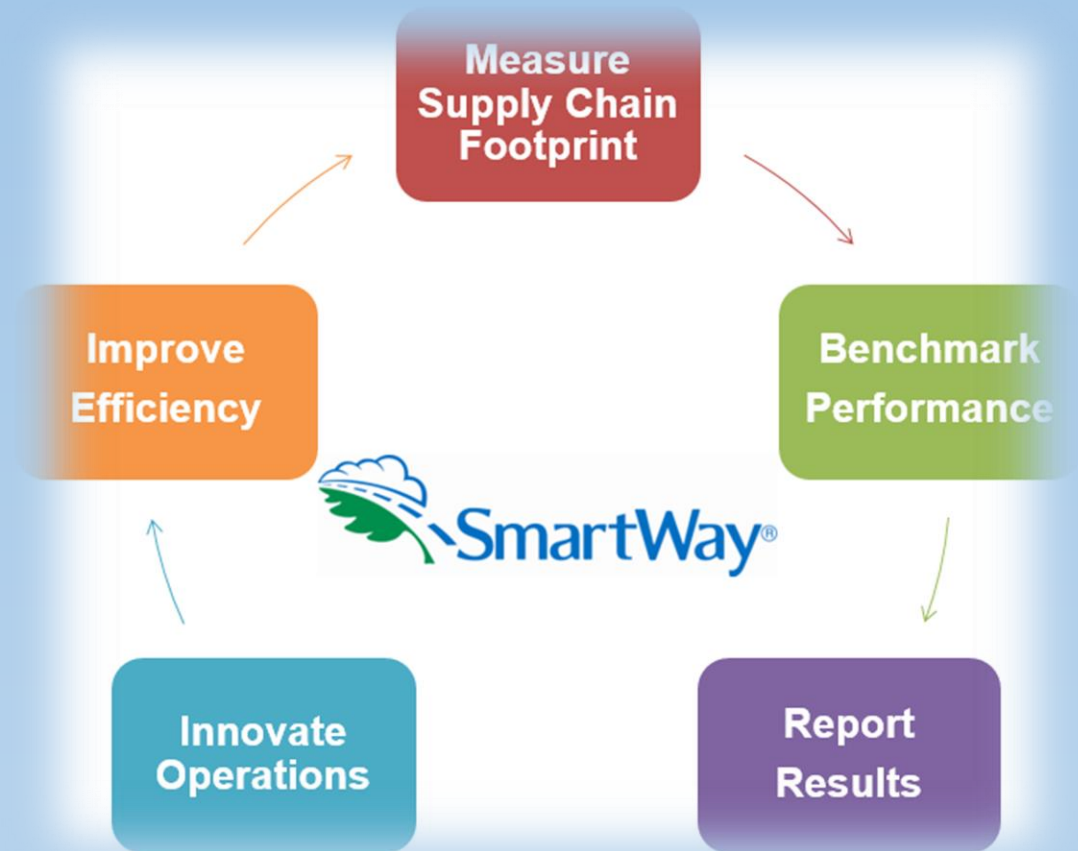 Measure
Supply Chain
Footprint
Benchmark
Performance
Report
Results
Innovate
Operations
Improve
Efficiency
SmartWay®